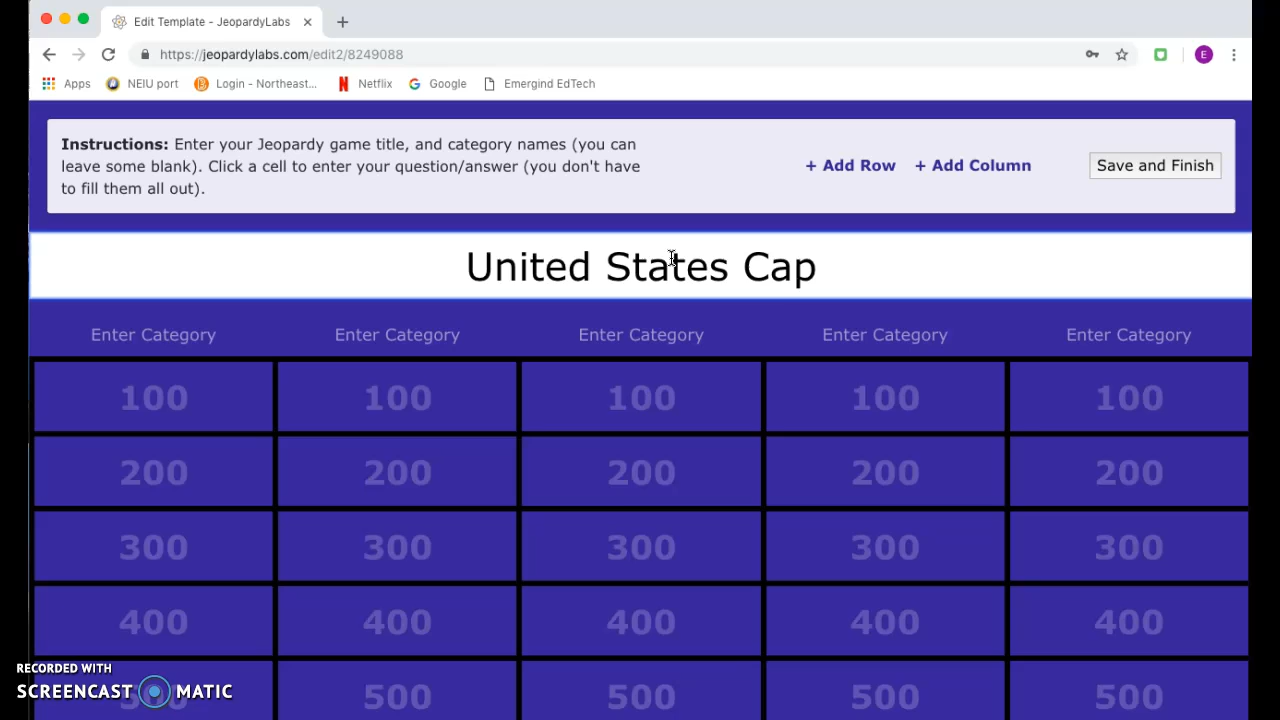 Edit Template - JeopardyLabs
https://jeopardylabs.com/edit2/8249088
E
Apps NEIU port Login - Northeast... Netflix Google Emergind EdTech
Instructions: Enter your Jeopardy game title, and category names (you can
leave some blank). Click a cell to enter your question/answer (you don't have
to fill them all out).
+ Add Row + Add Column Save and Finish
United States Cap
Enter Category Enter Category Enter Category Enter Category Enter Category
100 100 100 100 100
200 200 200 200 200
300 300 300 300 300
400 400 400 400 400
500 500 500 500 500
RECORDED WITH
SCREENCAST MATIC